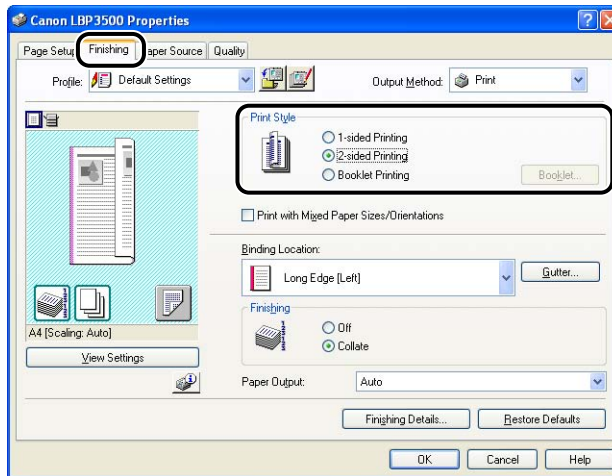 Canon LBP3500 Properties
Page Setup Finishing Paper Source Quality
Profile: Default Settings Output Method: Print
Print Style
1-sided Printing
2-sided Printing
Booklet Printing Booklet...
Print with Mixed Paper Sizes/Orientations
Binding Location:
Long Edge [Left] Gutter...
Finishing
Off
Collate
A4 [Scaling: Auto]
View Settings
Paper Output: Auto
Finishing Details... Restore Defaults
OK Cancel Help